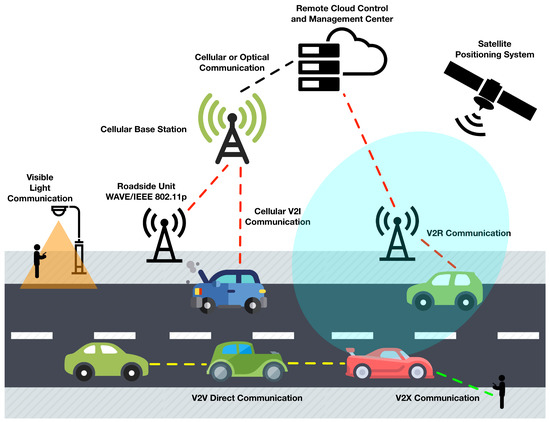 Remote Cloud Control
and Management Center
Satellite
Positioning System
Cellular or Optical
Communication
Cellular Base Station
Visible
Light
Communication
Roadside Unit
WAVE/IEEE 802.11p
Cellular V2I
Communication
V2R Communication
V2V Direct Communication
V2X Communication